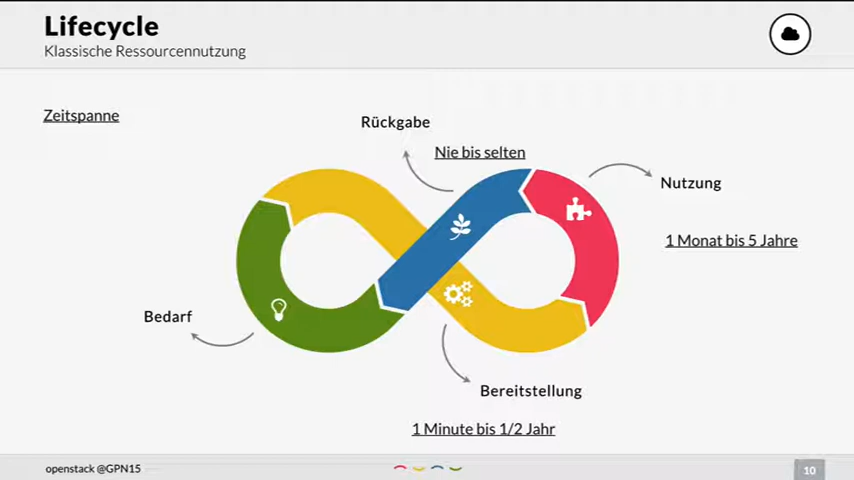 Lifecycle
Klassische Ressourcennutzung
Zeitspanne
Rückgabe
Nie bis selten
Nutzung
1 Monat bis 5 Jahre
Bedarf
Bereitstellung
1 Minute bis 1/2 Jahr
openstack @GPN15
10